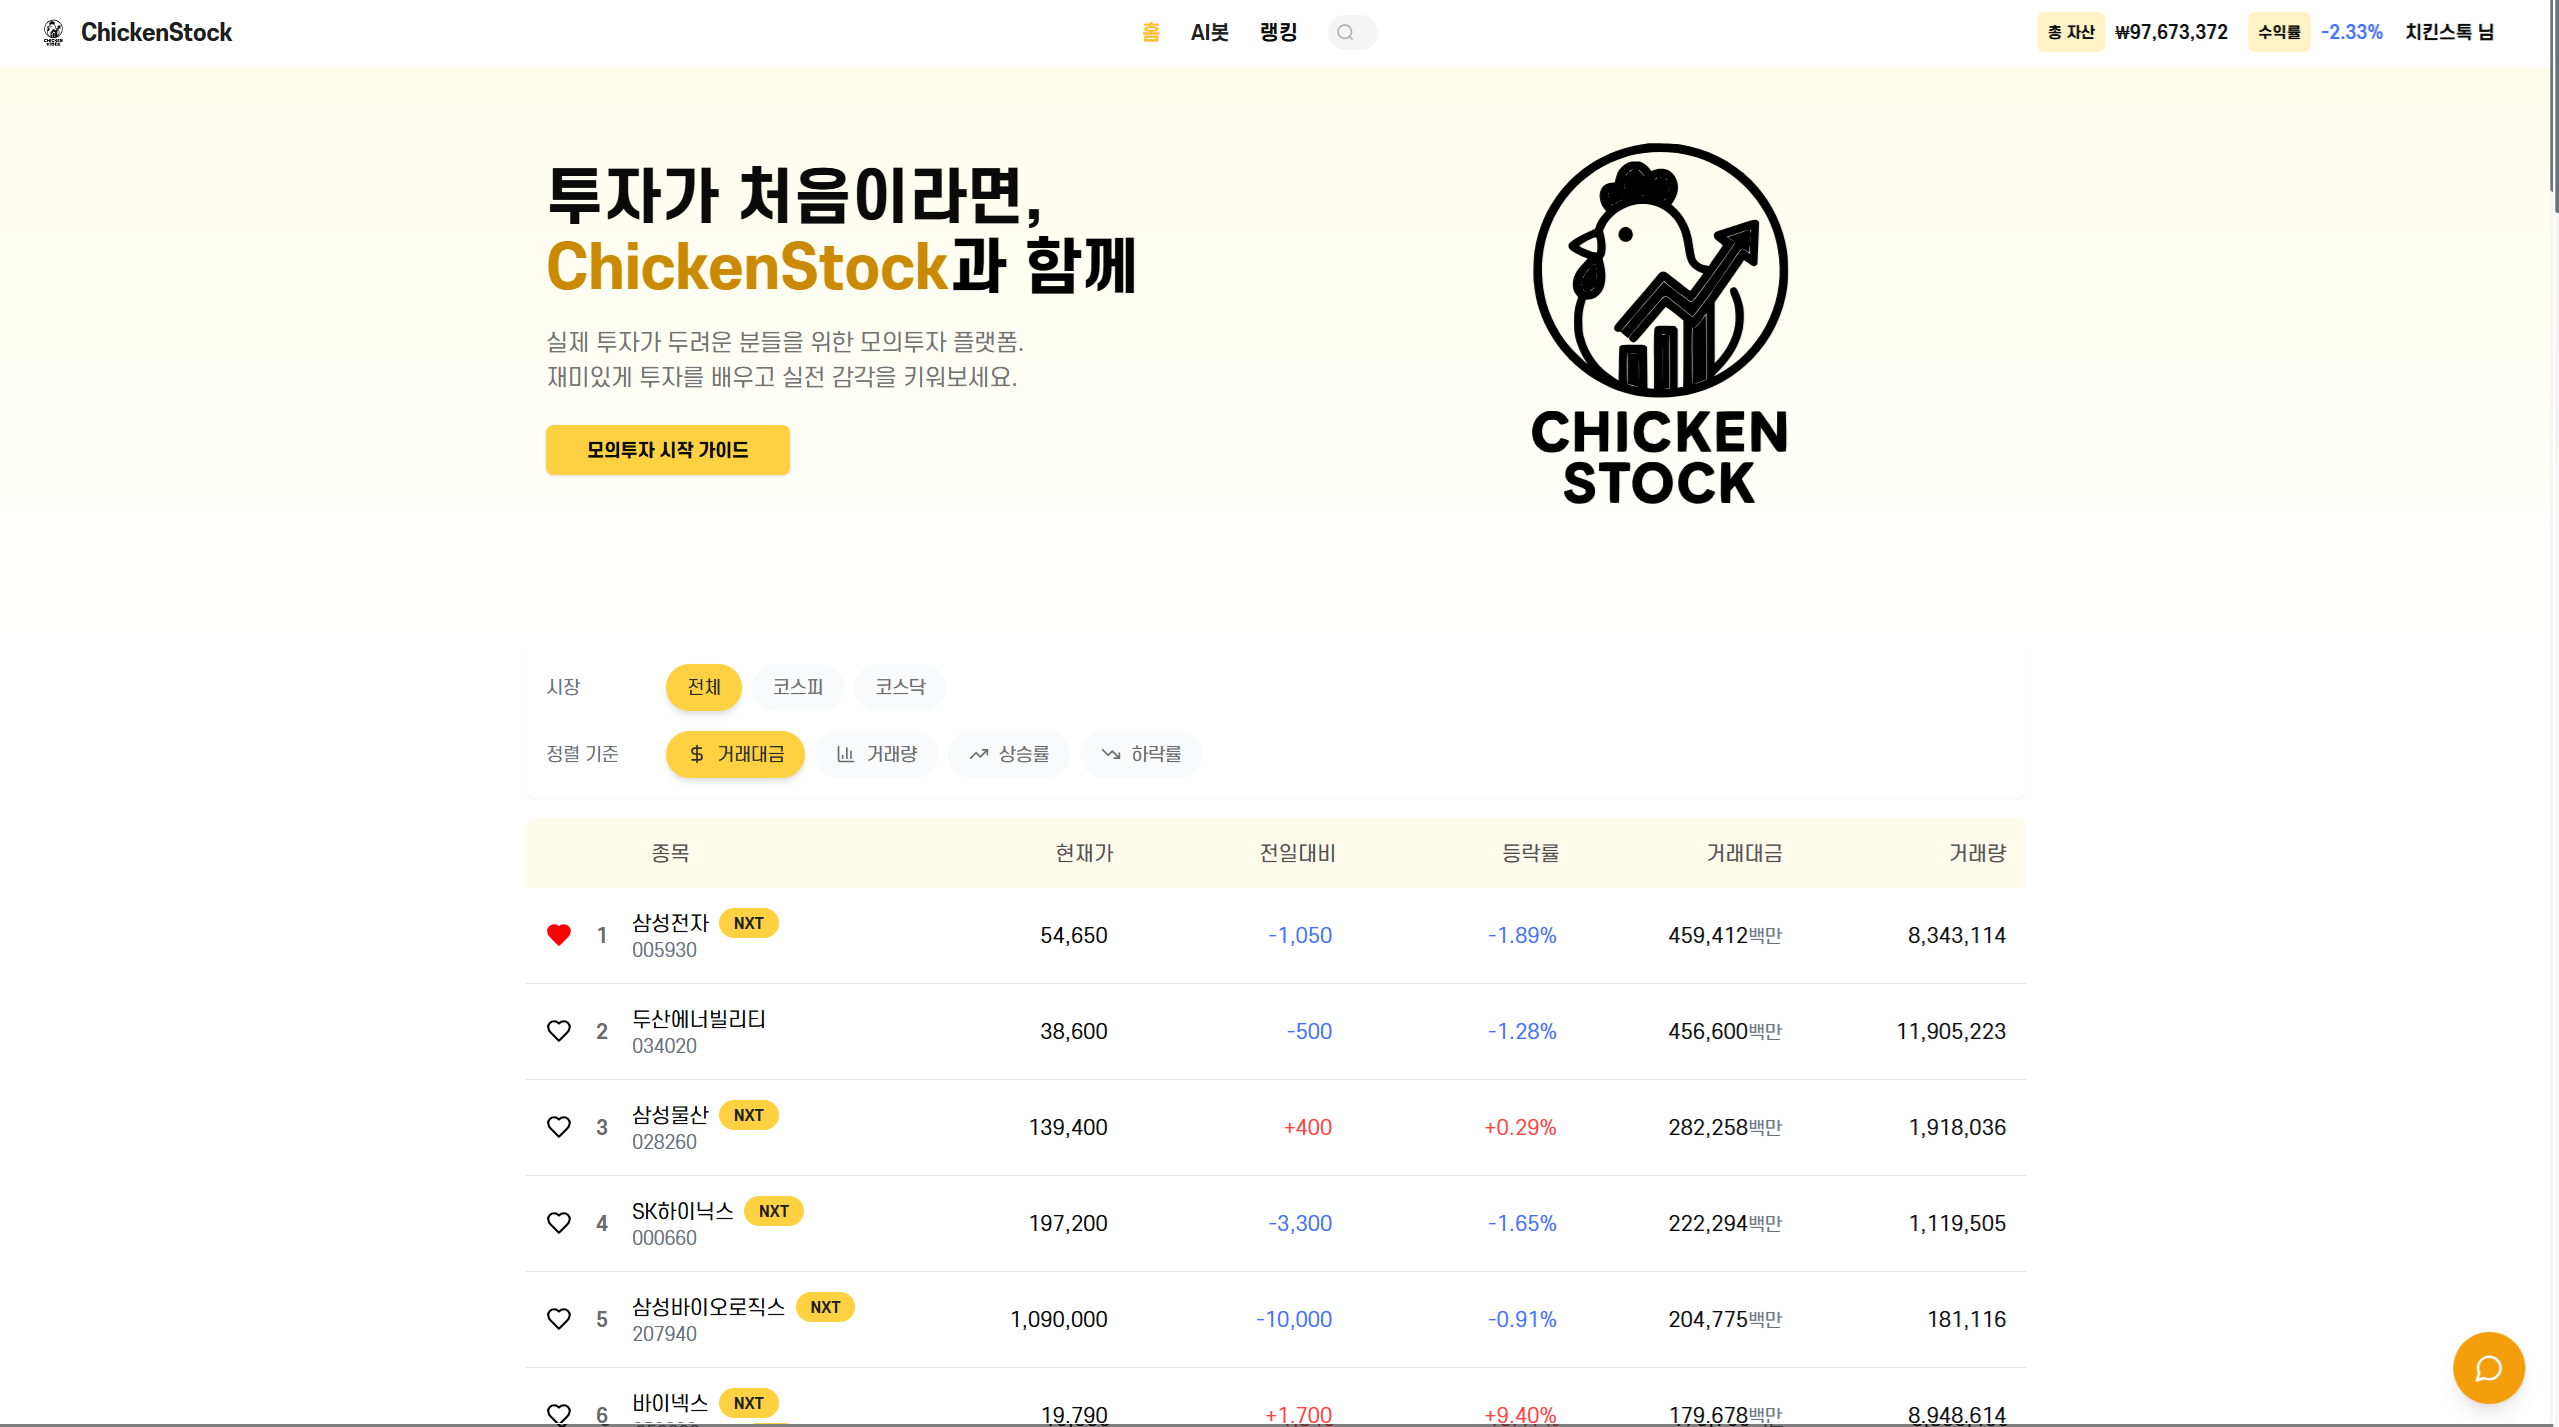 ChickenStock
홈 AI봇 랭킹
총 자산 ₩97,673,372 수익률 -2.33% 치킨스톡 님
투자가 처음이라면,
ChickenStock과 함께
실제 투자가 두려운 분들을 위한 모의투자 플랫폼.
재미있게 투자를 배우고 실전 감각을 키워보세요.
모의투자 시작 가이드
CHICKEN
STOCK
시장 전체 코스피 코스닥
정렬 기준 거래대금 거래량 상승률 하락률
종목 현재가 전일대비 등락률 거래대금 거래량
1 삼성전자 NXT 54,650 -1,050 -1.89% 459,412백만 8,343,114
005930
2 두산에너빌리티 38,600 -500 -1.28% 456,600백만 11,905,223
034020
3 삼성물산 NXT 139,400 +400 +0.29% 282,258백만 1,918,036
028260
4 SK하이닉스 NXT 197,200 -3,300 -1.65% 222,294백만 1,119,505
000660
5 삼성바이오로직스 NXT 1,090,000 -10,000 -0.91% 204,775백만 181,116
207940
6 바이넥스 NXT 19,790 +1,700 +9.40% 179,678백만 8,948,614